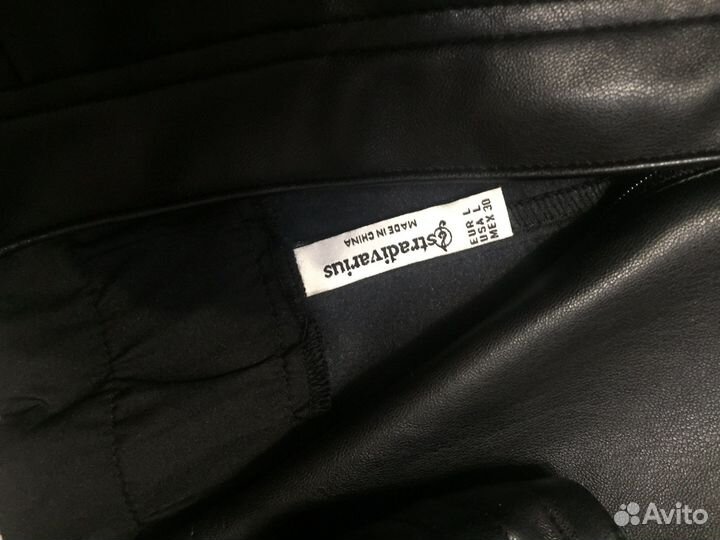 stradivarius
MADE IN CHINA
EUR L
USA L
MEX 30
Avito